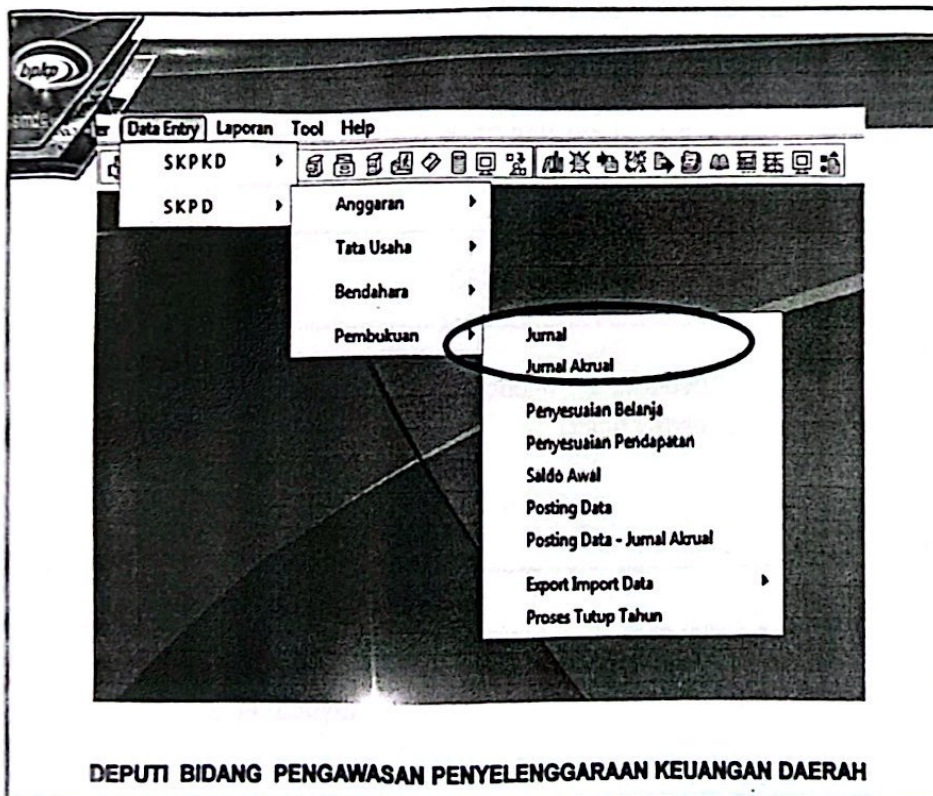 bpkp
Data Entry Laporan Tool Help
SKPKD
SKPD
Anggaran
Tata Usaha
Bendahara
Pembukuan
Jurnal
Jurnal Akrual
Penyesuaian Belanja
Penyesuaian Pendapatan
Saldo Awal
Posting Data
Posting Data - Jurnal Akrual
Export Import Data
Proses Tutup Tahun
DEPUTI BIDANG PENGAWASAN PENYELENGGARAAN KEUANGAN DAERAH